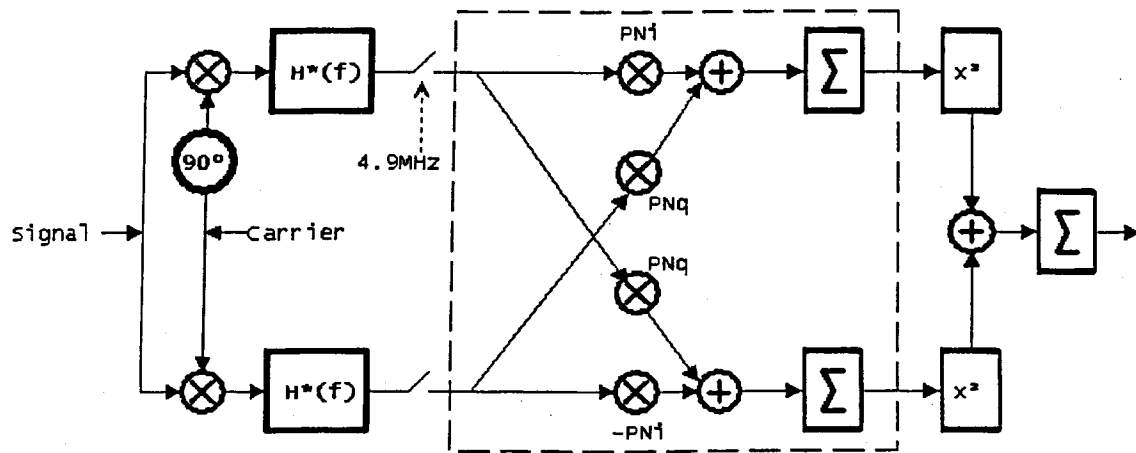 PNi
H*(f)
Σ
x²
90°
4.9MHz
PNq
Signal
Carrier
Σ
PNq
H*(f)
Σ
x²
-PNi